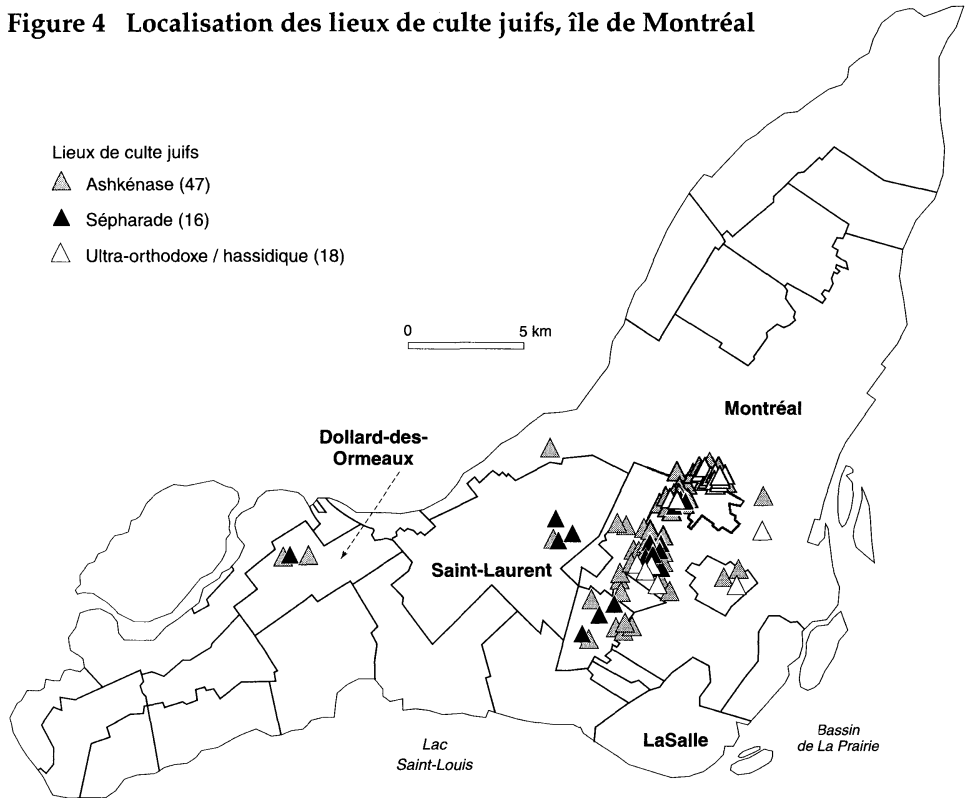 Figure 4 Localisation des lieux de culte juifs, île de Montréal
Lieux de culte juifs
Ashkénase (47)
Sépharade (16)
Ultra-orthodoxe / hassidique (18)
0 5 km
Montréal
Dollard-des-
Ormeaux
Saint-Laurent
LaSalle
Bassin
de La Prairie
Lac
Saint-Louis